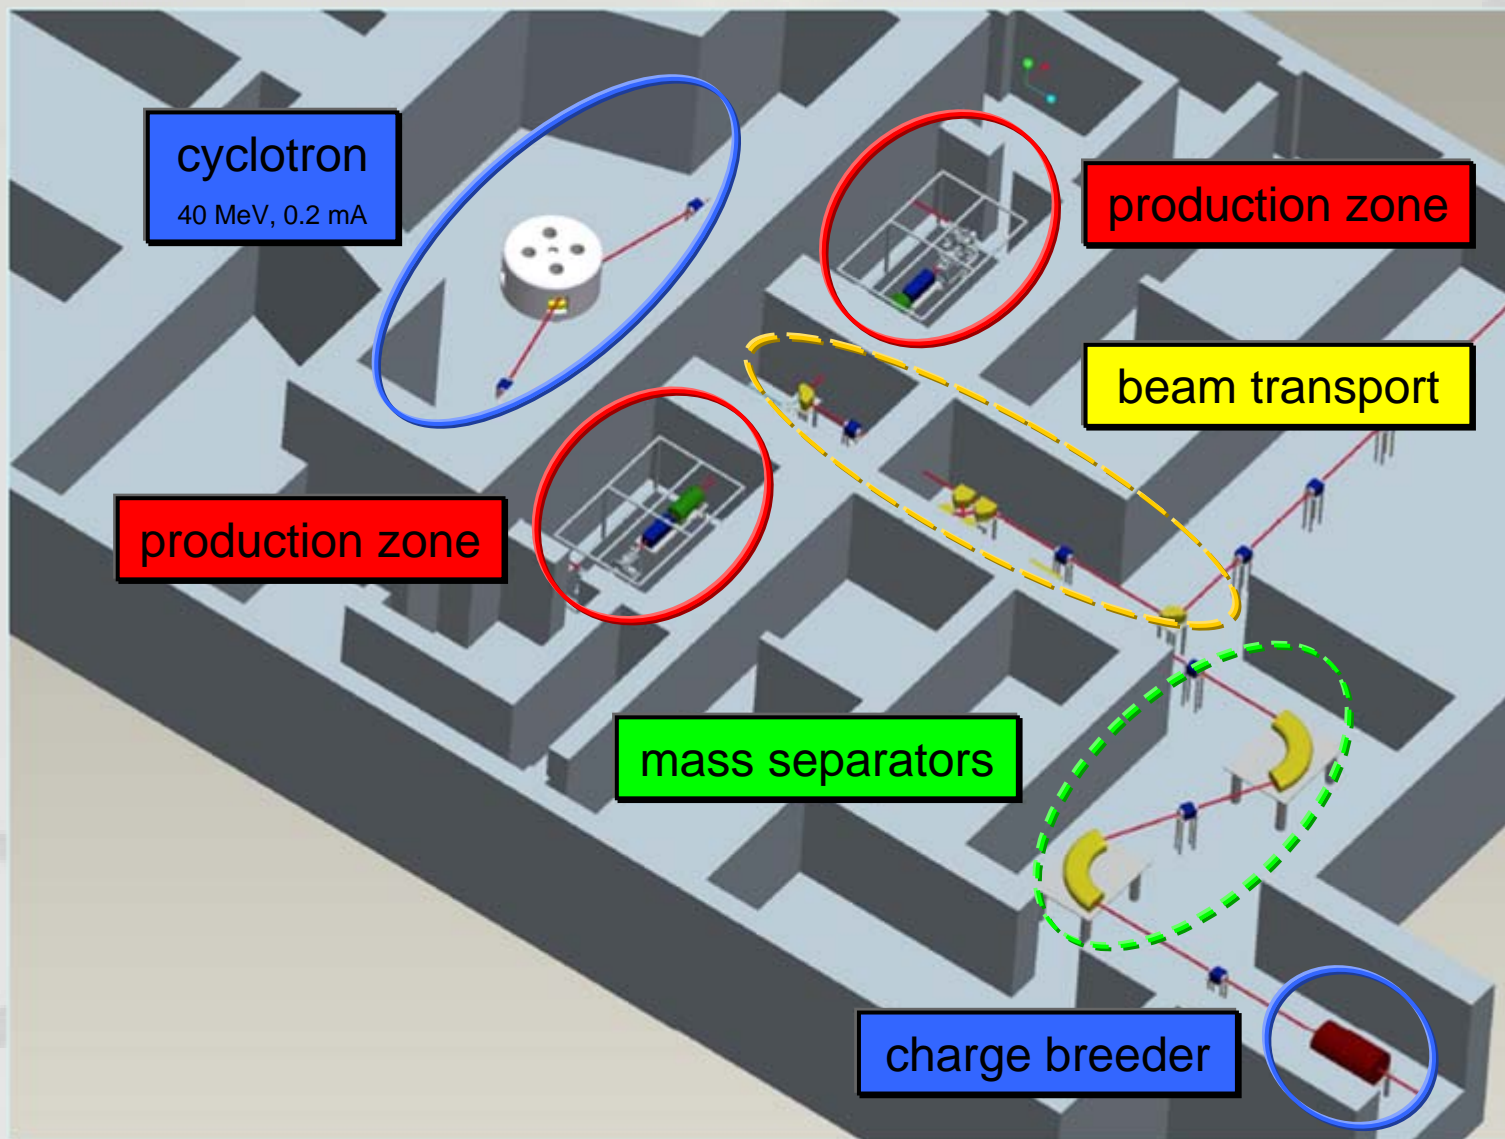 cyclotron
40 MeV, 0.2 mA
production zone
beam transport
production zone
mass separators
charge breeder